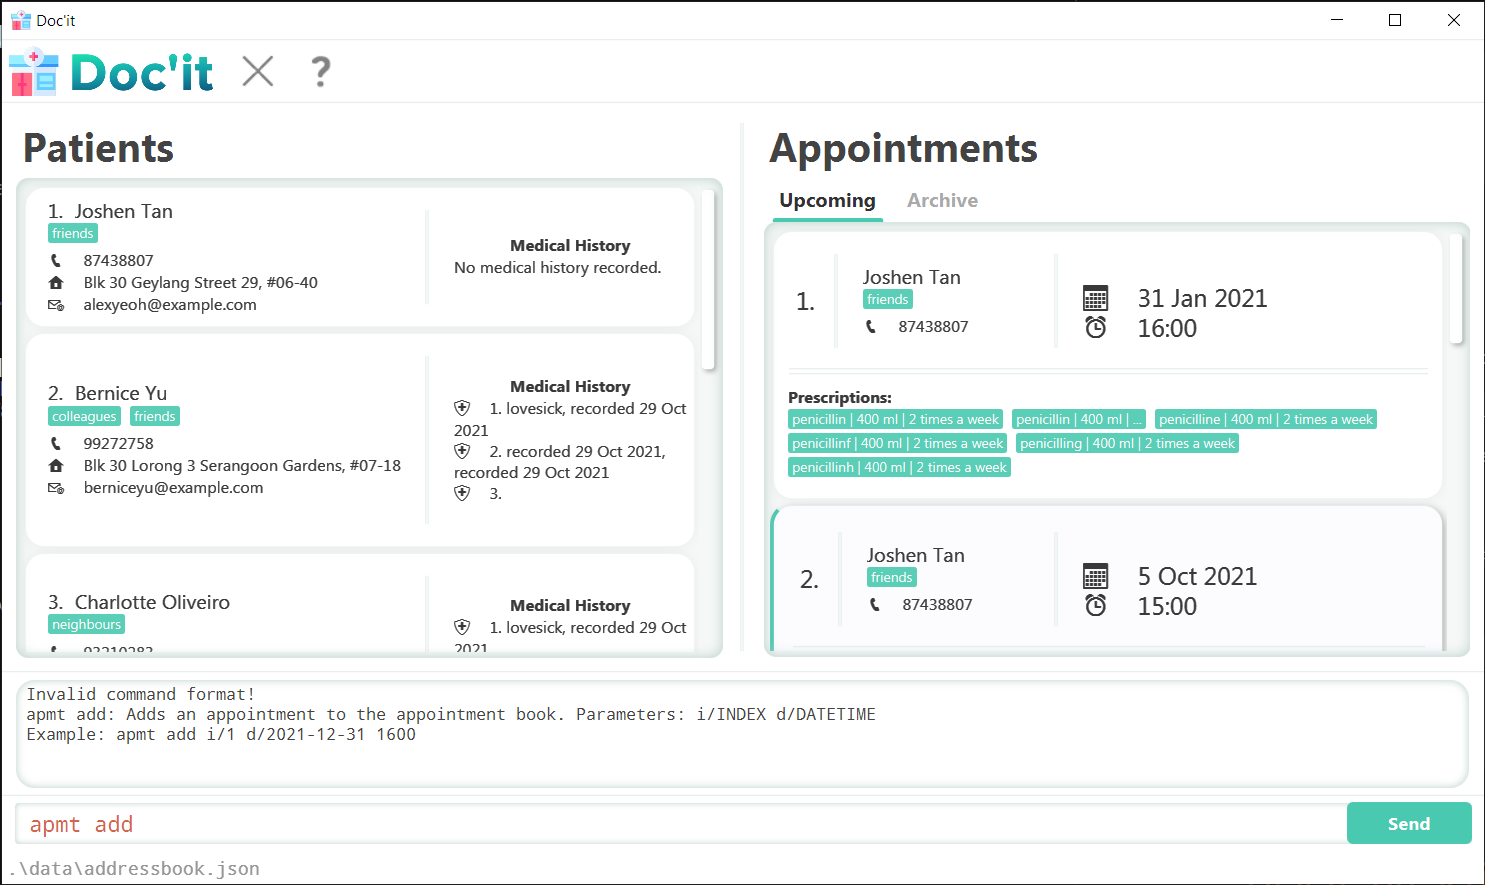 Doc'it
Doc'it
?
Patients
1. Joshen Tan
friends
87438807
Blk 30 Geylang Street 29, #06-40
alexyeoh@example.com
Medical History
No medical history recorded.
2. Bernice Yu
colleagues friends
99272758
Blk 30 Lorong 3 Serangoon Gardens, #07-18
berniceyu@example.com
Medical History
1. lovesick, recorded 29 Oct
2021
2. recorded 29 Oct 2021,
recorded 29 Oct 2021
3.
3. Charlotte Oliveiro
neighbours
93210283
Medical History
1. lovesick, recorded 29 Oct
2021
Appointments
Upcoming Archive
1.
Joshen Tan
friends
87438807
31 Jan 2021
16:00
Prescriptions:
penicillin | 400 ml | 2 times a week penicillin | 400 ml | ... penicilline | 400 ml | 2 times a week
penicillinf | 400 ml | 2 times a week penicilling | 400 ml | 2 times a week
penicillinh | 400 ml | 2 times a week
2.
Joshen Tan
friends
87438807
5 Oct 2021
15:00
Invalid command format!
apmt add: Adds an appointment to the appointment book. Parameters: i/INDEX d/DATETIME
Example: apmt add i/1 d/2021-12-31 1600
apmt add
Send
.\data\addressbook.json